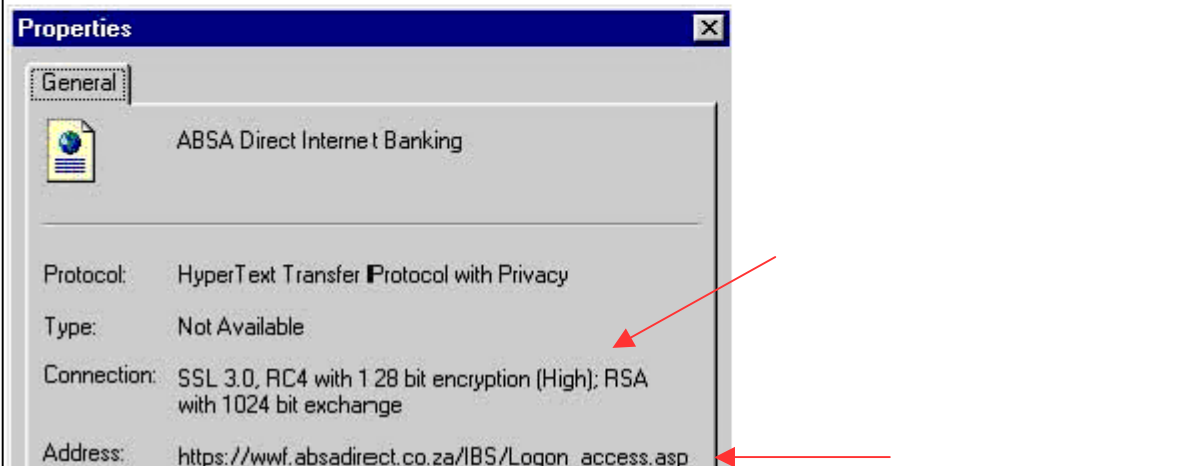 Properties
General
ABSA Direct Internet Banking
Protocol: HyperText Transfer Protocol with Privacy
Type: Not Available
Connection: SSL 3.0, RC4 with 128 bit encryption (High); RSA
with 1024 bit exchange
Address: https://wwf.absadirect.co.za/IBS/Logon_access.asp